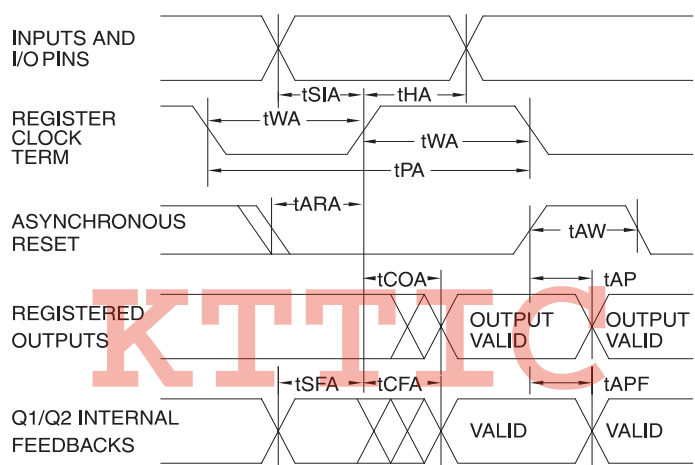 INPUTS AND
I/O PINS
tSIA
tHA
REGISTER
CLOCK
TERM
tWA
tWA
tPA
tARA
ASYNCHRONOUS
RESET
tAW
tCOA
tAP
REGISTERED
OUTPUTS
OUTPUT
VALID
OUTPUT
VALID
KTTIC
tSFA
tCFA
tAPF
Q1/Q2 INTERNAL
FEEDBACKS
VALID
VALID